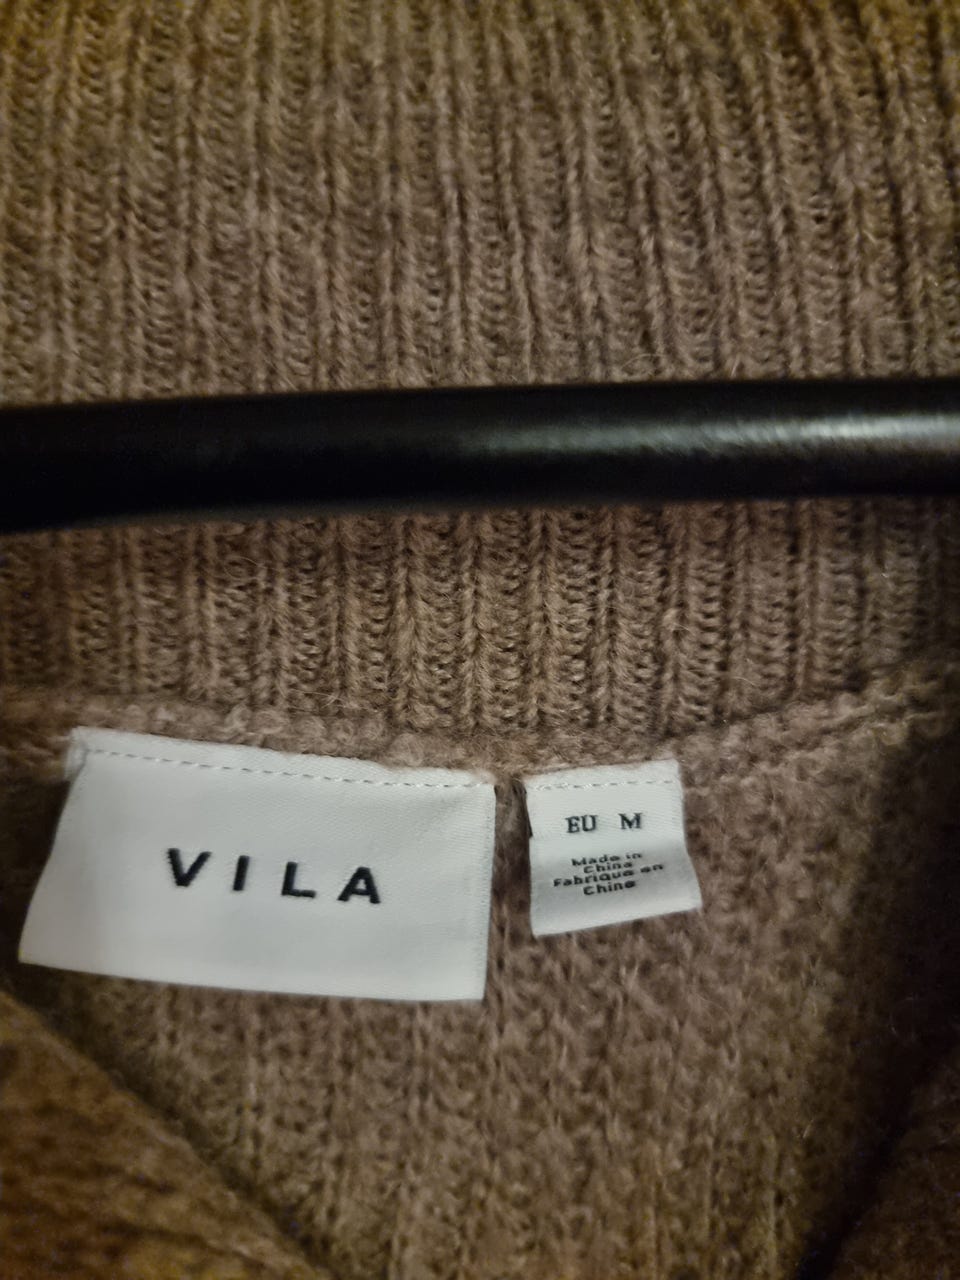 VILA
EU M
Made in
China
Fabriqué en
Chine